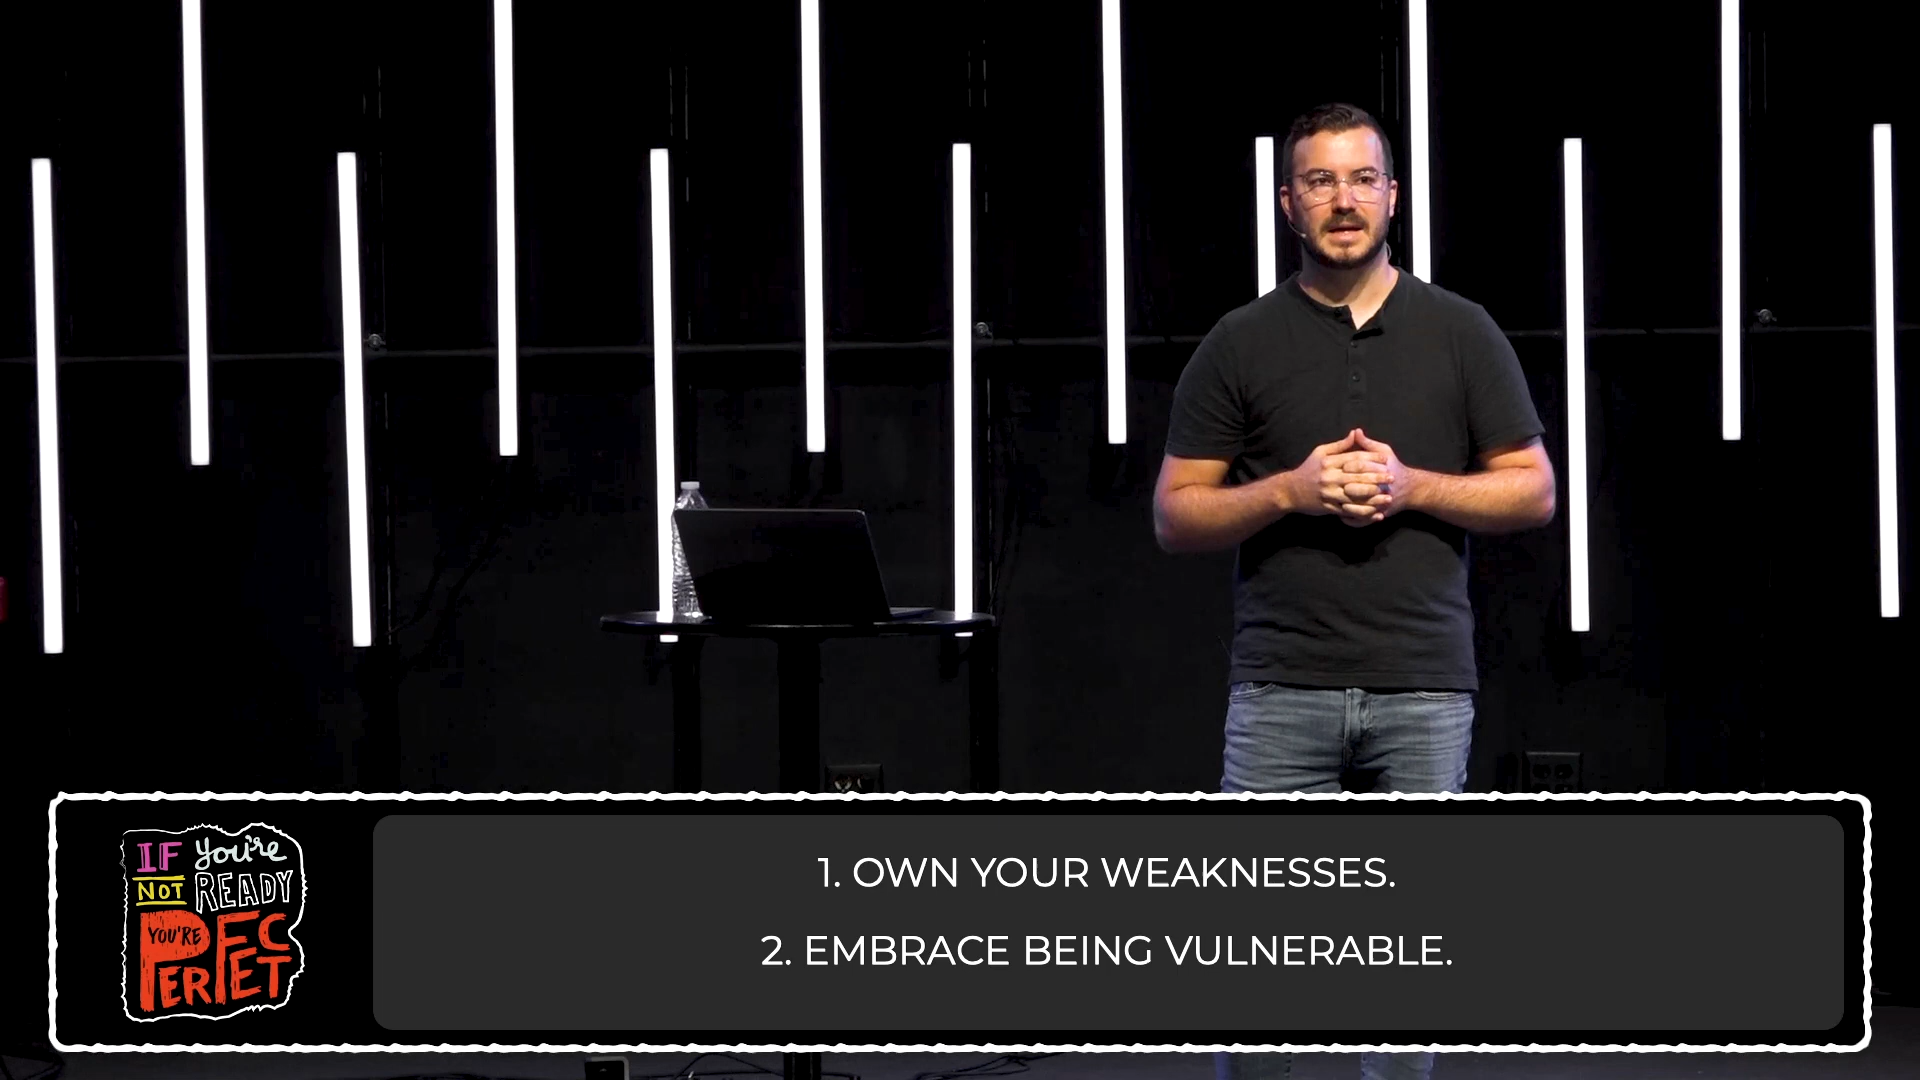 IF You're
NOT READY
YOU'RE
PERFECT
1. OWN YOUR WEAKNESSES.
2. EMBRACE BEING VULNERABLE.